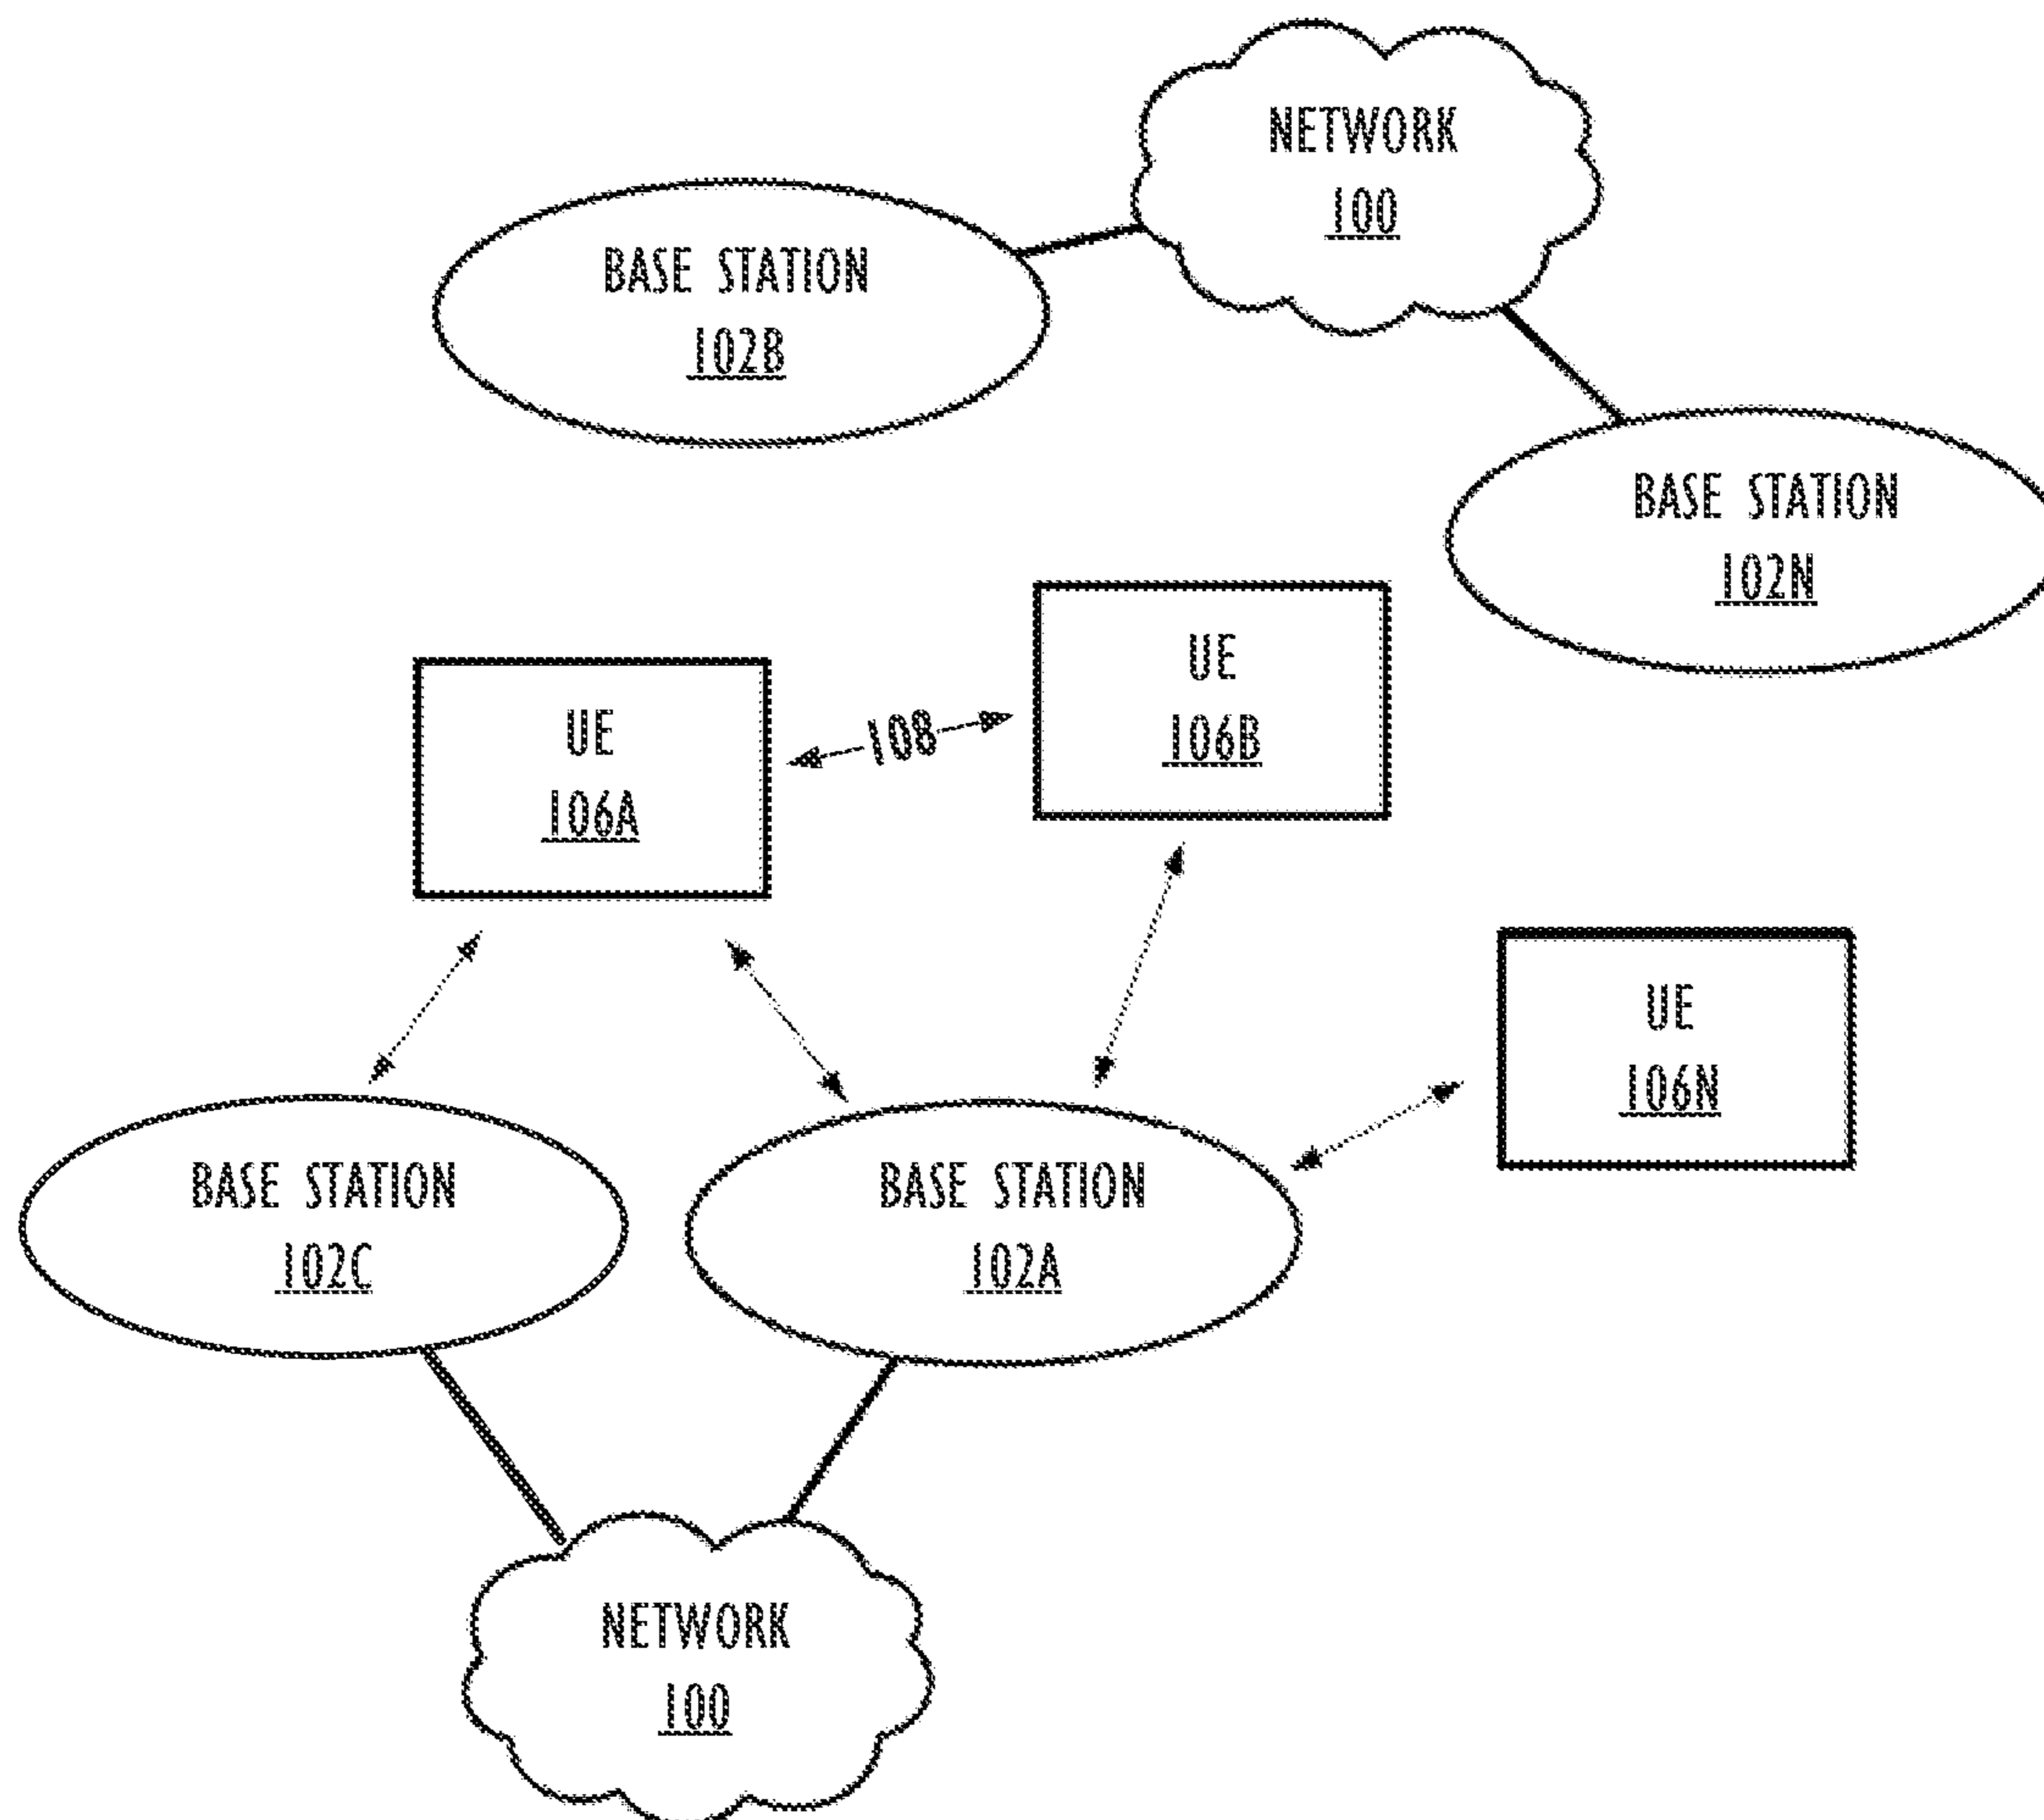 NETWORK
100
BASE STATION
102B
BASE STATION
102N
UE
106B
UE
106A
108
UE
106N
BASE STATION
102C
BASE STATION
102A
NETWORK
100